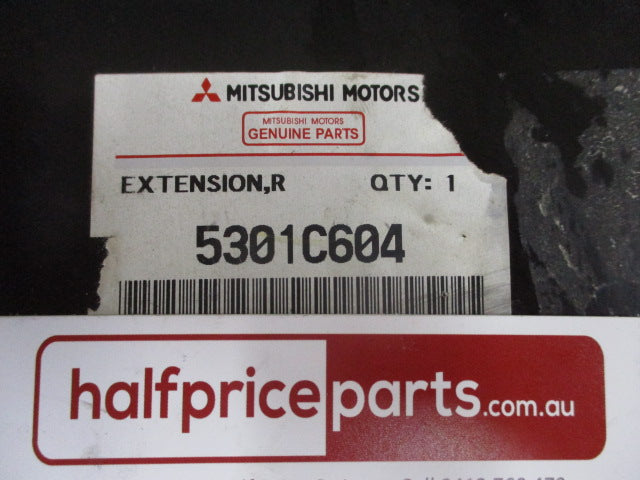 MITSUBISHI MOTORS
MITSUBISHI MOTORS
GENUINE PARTS
EXTENSION,R QTY: 1
5301C604
halfpriceparts.com.au